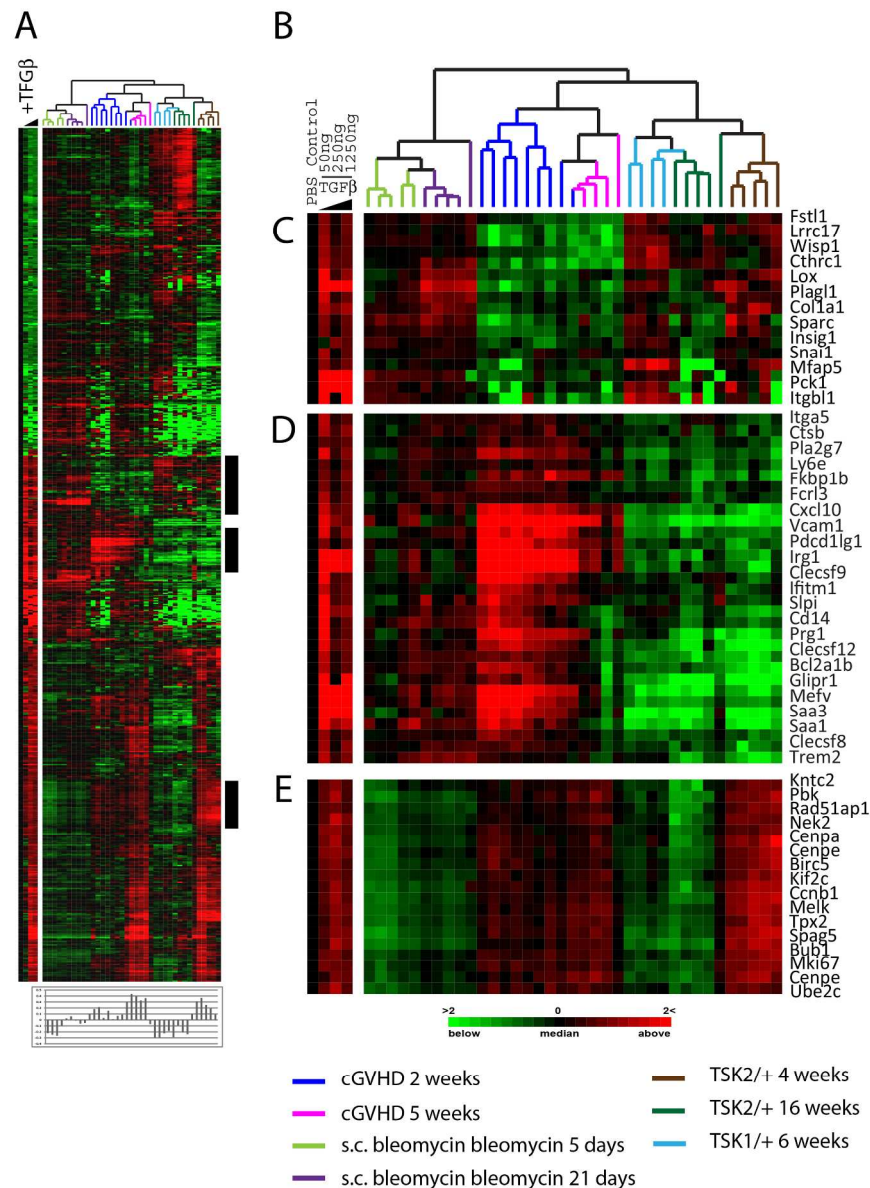 A
B
+TFGβ
PBS Control
50ng
250ng
1250ng
TGFβ
C
Fstl1
Lrrc17
Wisp1
Cthrc1
Lox
Plagl1
Col1a1
Sparc
Insig1
Snai1
Mfap5
Pck1
Itgbl1
D
Itga5
Ctsb
Pla2g7
Ly6e
Fkbp1b
Fcrl3
Cxcl10
Vcam1
Pdcd1lg1
Irg1
Clecsf9
Ifitm1
Slpi
Cd14
Prg1
Clecsf12
Bcl2a1b
Glipr1
Mefv
Saa3
Saa1
Clecsf8
Trem2
E
Kntc2
Pbk
Rad51ap1
Nek2
Cenpa
Cenpe
Birc5
Kif2c
Ccnb1
Melk
Tpx2
Spag5
Bub1
Mki67
Cenpe
Ube2c
>2 0 2<
below median above
cGVHD 2 weeks
cGVHD 5 weeks
s.c. bleomycin bleomycin 5 days
s.c. bleomycin bleomycin 21 days
TSK2/+ 4 weeks
TSK2/+ 16 weeks
TSK1/+ 6 weeks